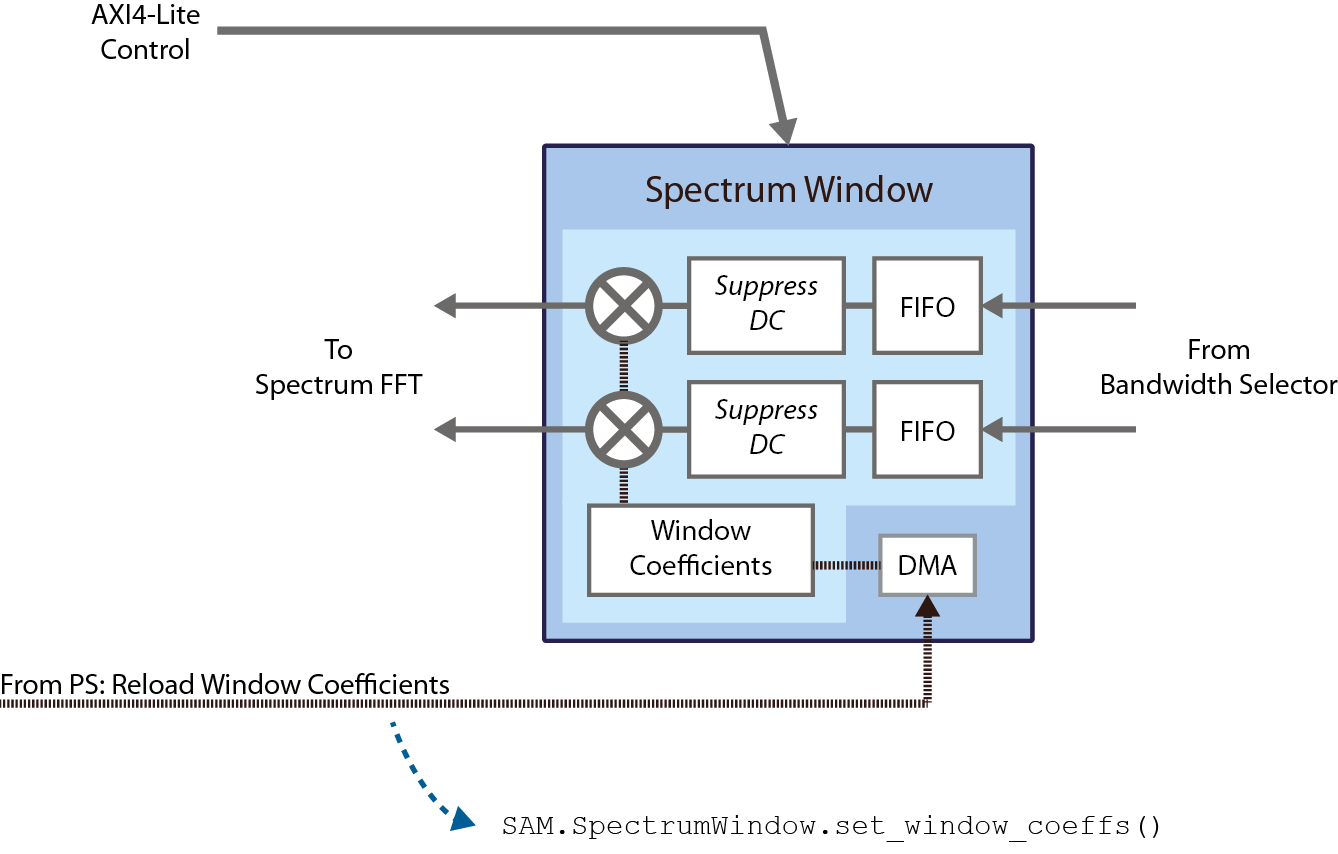 AXI4-Lite
Control
Spectrum Window
Suppress
DC
FIFO
To
Spectrum FFT
From
Bandwidth Selector
Suppress
DC
FIFO
Window
Coefficients
DMA
From PS: Reload Window Coefficients
SAM.SpectrumWindow.set_window_coeffs()